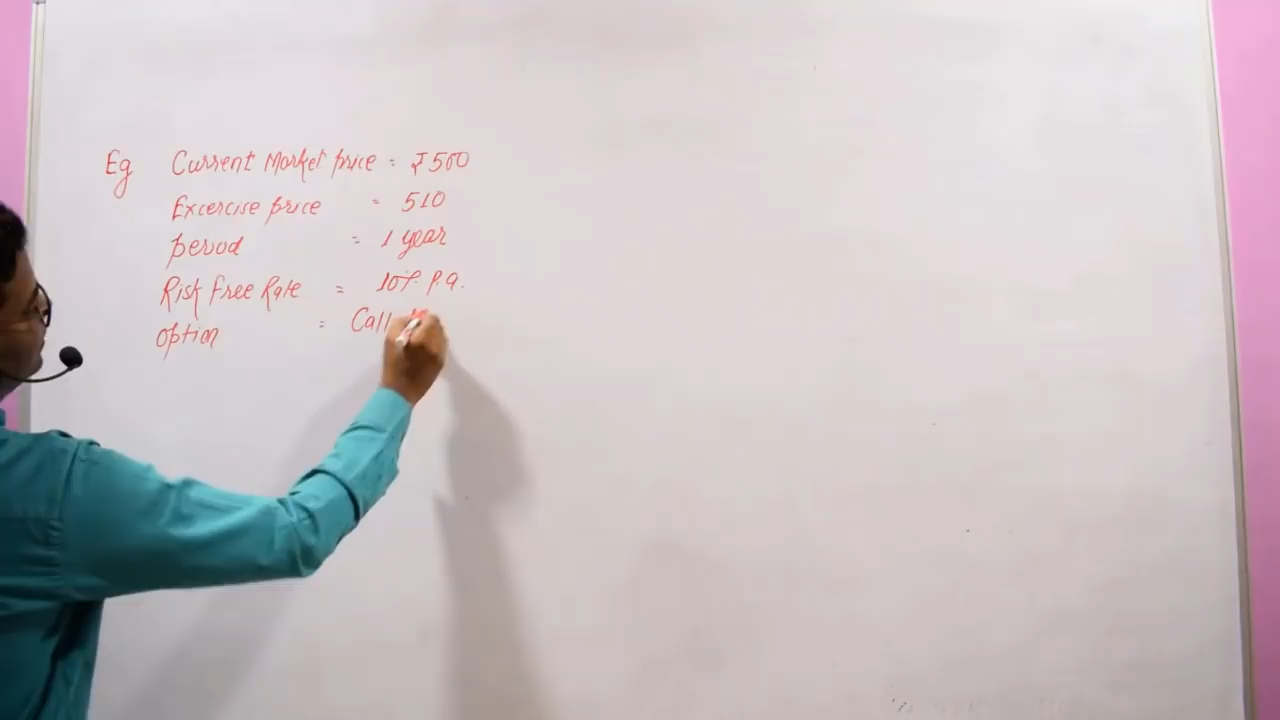 Eg Current Market price = ₹500
Excercise price = 510
period = 1 year
Risk Free Rate = 10% P.a.
option = Call